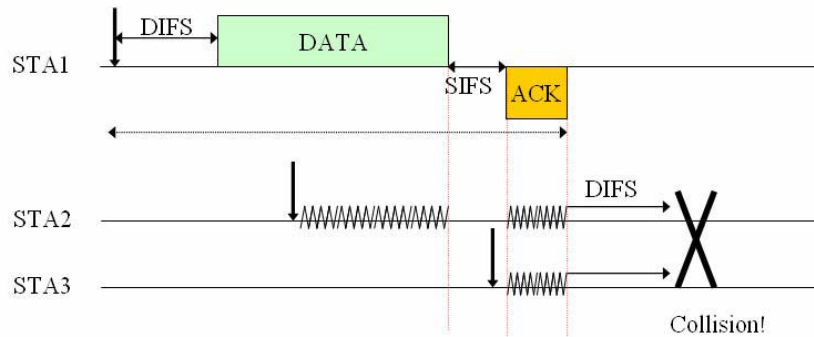 DIFS
DATA
STA1
SIFS
ACK
DIFS
STA2
STA3
Collision!